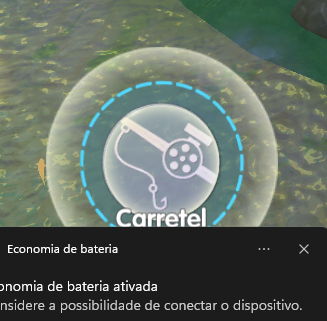 Carretel
Economia de bateria
onomia de bateria ativada
nsidere a possibilidade de conectar o dispositivo.